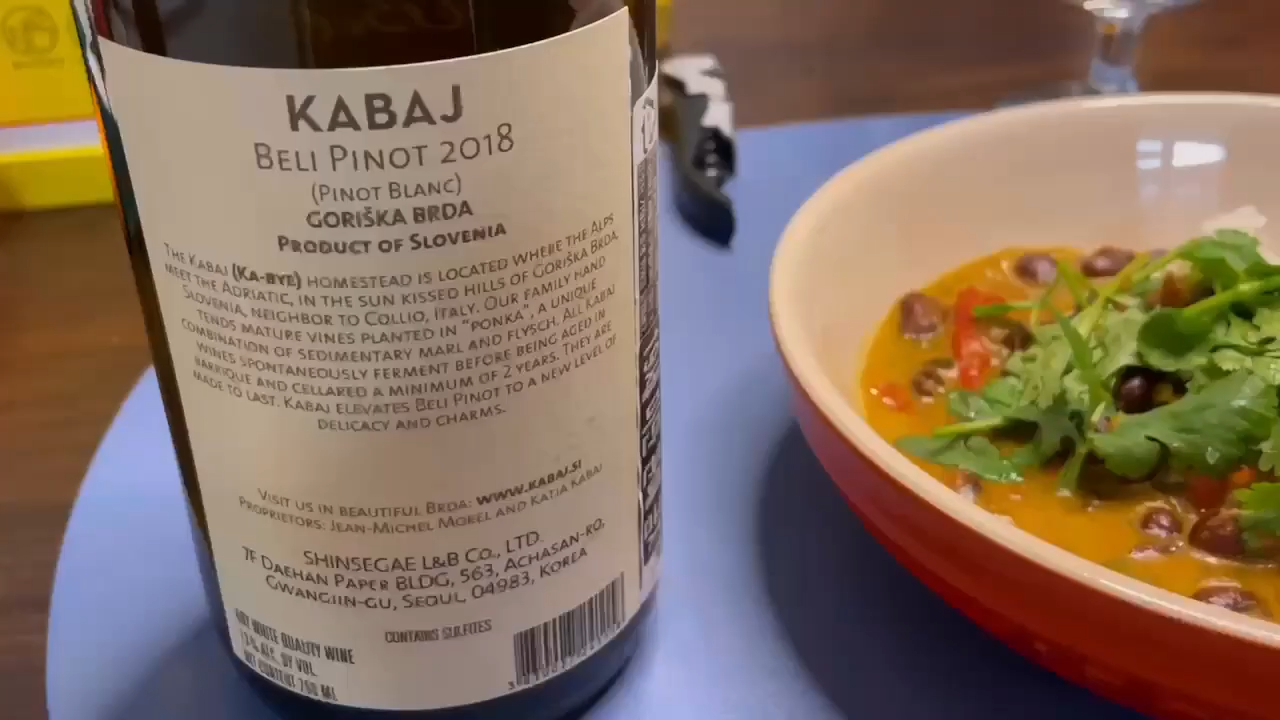 KABAJ
BELI PINOT 2018
(PINOT BLANC)
GORIŠKA BRDA
PRODUCT OF SLOVENIA
THE KABAJ (KA-BYE) HOMESTEAD IS LOCATED WHERE THE ALPS
MEET THE ADRIATIC, IN THE SUN KISSED HILLS OF GORIŠKA BRDA,
SLOVENIA, NEIGHBOR TO COLLIO, ITALY. OUR FAMILY HAND
TENDS MATURE VINES PLANTED IN "PONKA", A UNIQUE
COMBINATION OF SEDIMENTARY MARL AND FLYSCH. ALL KABAJ
WINES SPONTANEOUSLY FERMENT BEFORE BEING AGED IN
BARRIQUE AND CELLARED A MINIMUM OF 2 YEARS. THEY ARE
MADE TO LAST. KABAJ ELEVATES BELI PINOT TO A NEW LEVEL OF
DELICACY AND CHARMS.
VISIT US IN BEAUTIFUL BRDA: WWW.KABAJ.SI
PROPRIETORS: JEAN-MICHEL MOREL AND KATIA KABAJ
SHINSEGAE L&B CO., LTD.
7F DAEHAN PAPER BLDG, 563, ACHASAN-RO,
GWANGJIN-GU, SEOUL, 04983, KOREA
CONTAINS SULFITES
DRY WHITE QUALITY WINE
13% ALC. BY VOL
NET CONTENT 750 ML